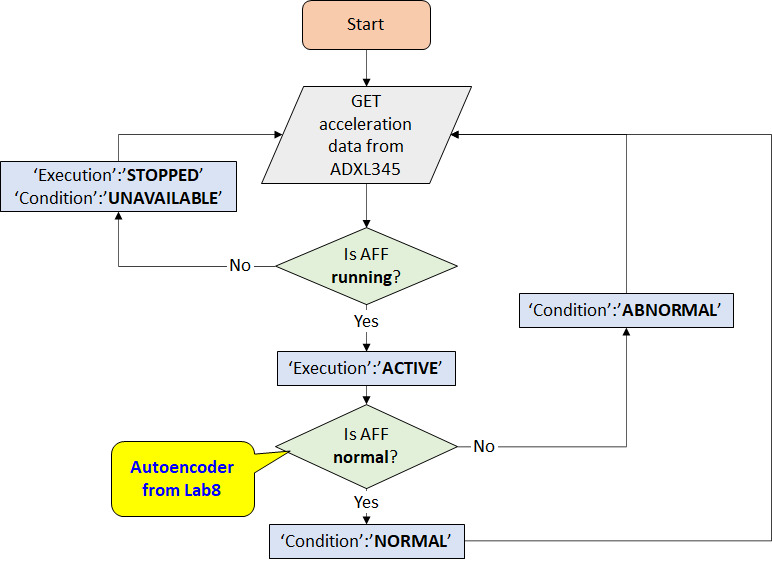 Start
GET
acceleration
data from
ADXL345
‘Execution’:’STOPPED’
‘Condition’:’UNAVAILABLE’
Is AFF
running?
No
Yes
‘Condition’:’ABNORMAL’
‘Execution’:’ACTIVE’
Is AFF
normal?
No
Autoencoder
from Lab8
Yes
‘Condition’:’NORMAL’